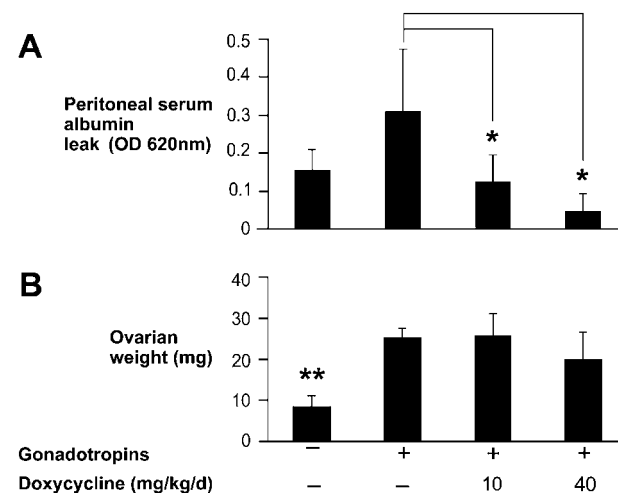 A
Peritoneal serum
albumin
leak (OD 620nm)
0.5
0.4
0.3
0.2
0.1
0
*
*
B
Ovarian
weight (mg)
40
30
20
10
0
**
Gonadotropins – + + +
Doxycycline (mg/kg/d) – – 10 40